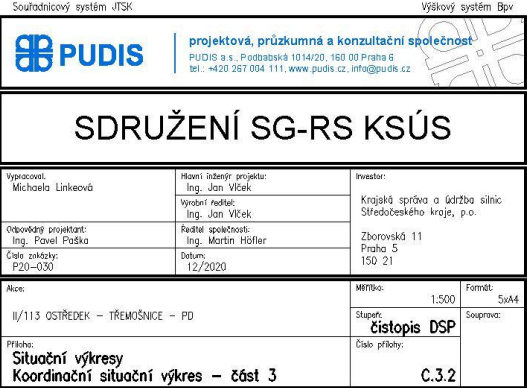 Souřadnicový systém JTSK
Výškový systém Bpv
PUDIS
projektová, průzkumná a konzultační společnost
PUDIS a.s., Podbabská 1014/20, 160 00 Praha 6
tel.: +420 267 004 111, www.pudis.cz, info@pudis.cz
SDRUŽENÍ SG-RS KSÚS
Vypracoval:
Michaela Linkeová
Hlavní inženýr projektu:
Ing. Jan Vlček
Investor:
Krajská správa a údržba silnic
Středočeského kraje, p.o.
Zborovská 11
Praha 5
150 21
Výrobní ředitel:
Ing. Jan Vlček
Odpovědný projektant:
Ing. Pavel Paška
Ředitel společnosti:
Ing. Martin Höfler
Číslo zakázky:
P20-030
Datum:
12/2020
Akce:
II/113 OSTŘEDEK - TŘEMOŠNICE - PD
Měřítko:
1:500
Formát:
5xA4
Stupeň:
čistopis DSP
Souprava:
Příloha:
Situační výkresy
Koordinační situační výkres - část 3
Číslo přílohy:
C.3.2